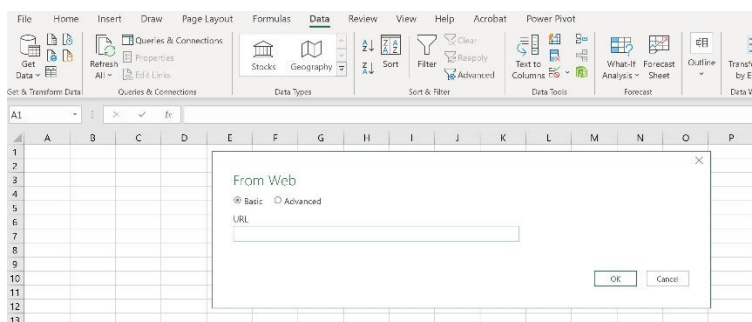 File Home Insert Draw Page Layout Formulas Data Review View Help Acrobat Power Pivot
Get Data
Refresh All
Queries & Connections
Properties
Edit Links
Stocks Geography
Sort
Filter
Clear
Reapply
Advanced
Text to Columns
What-If Analysis
Forecast Sheet
Outline
by E
Get & Transform Data Queries & Connections Data Types Sort & Filter Data Tools Forecast
A1 fx
A B C D E F G H I J K L M N O P
1
2
3
4
5
6
7
8
9
10
11
12
13
From Web
Basic Advanced
URL
OK Cancel